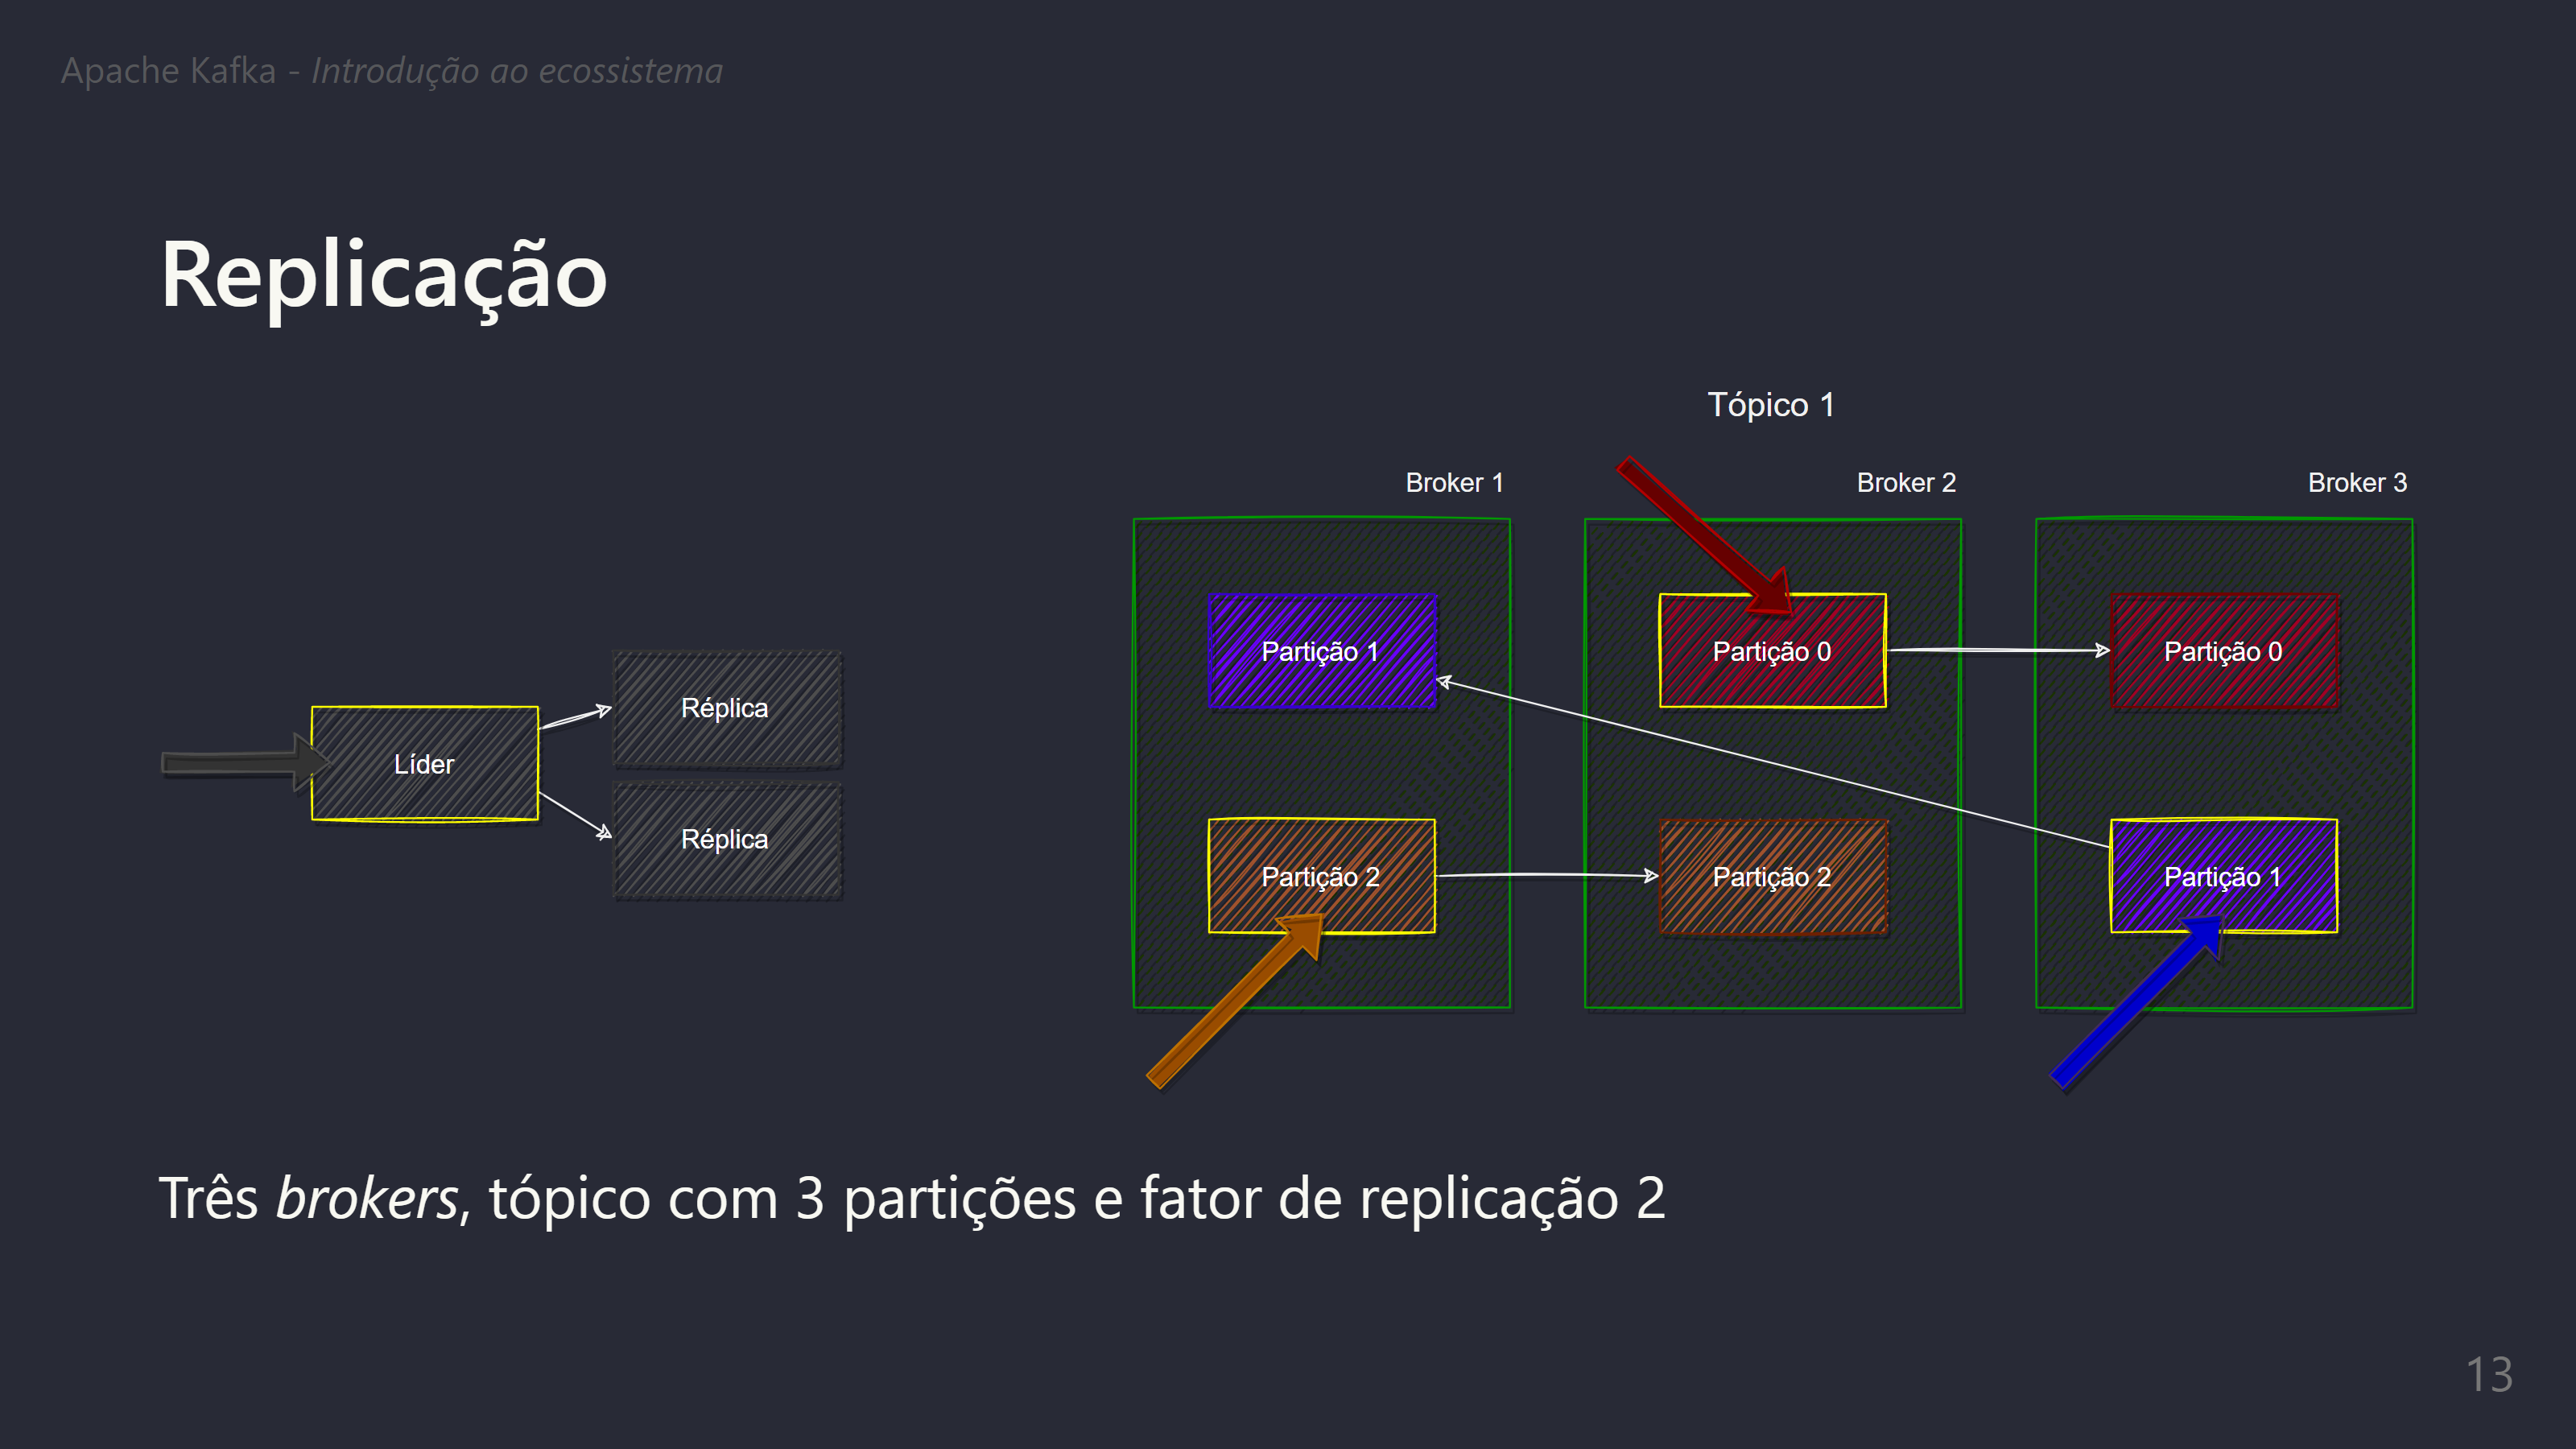 Apache Kafka - Introdução ao ecossistema
Replicação
Líder
Réplica
Réplica
Tópico 1
Broker 1
Broker 2
Broker 3
Partição 1
Partição 0
Partição 0
Partição 2
Partição 2
Partição 1
Três brokers, tópico com 3 partições e fator de replicação 2
13